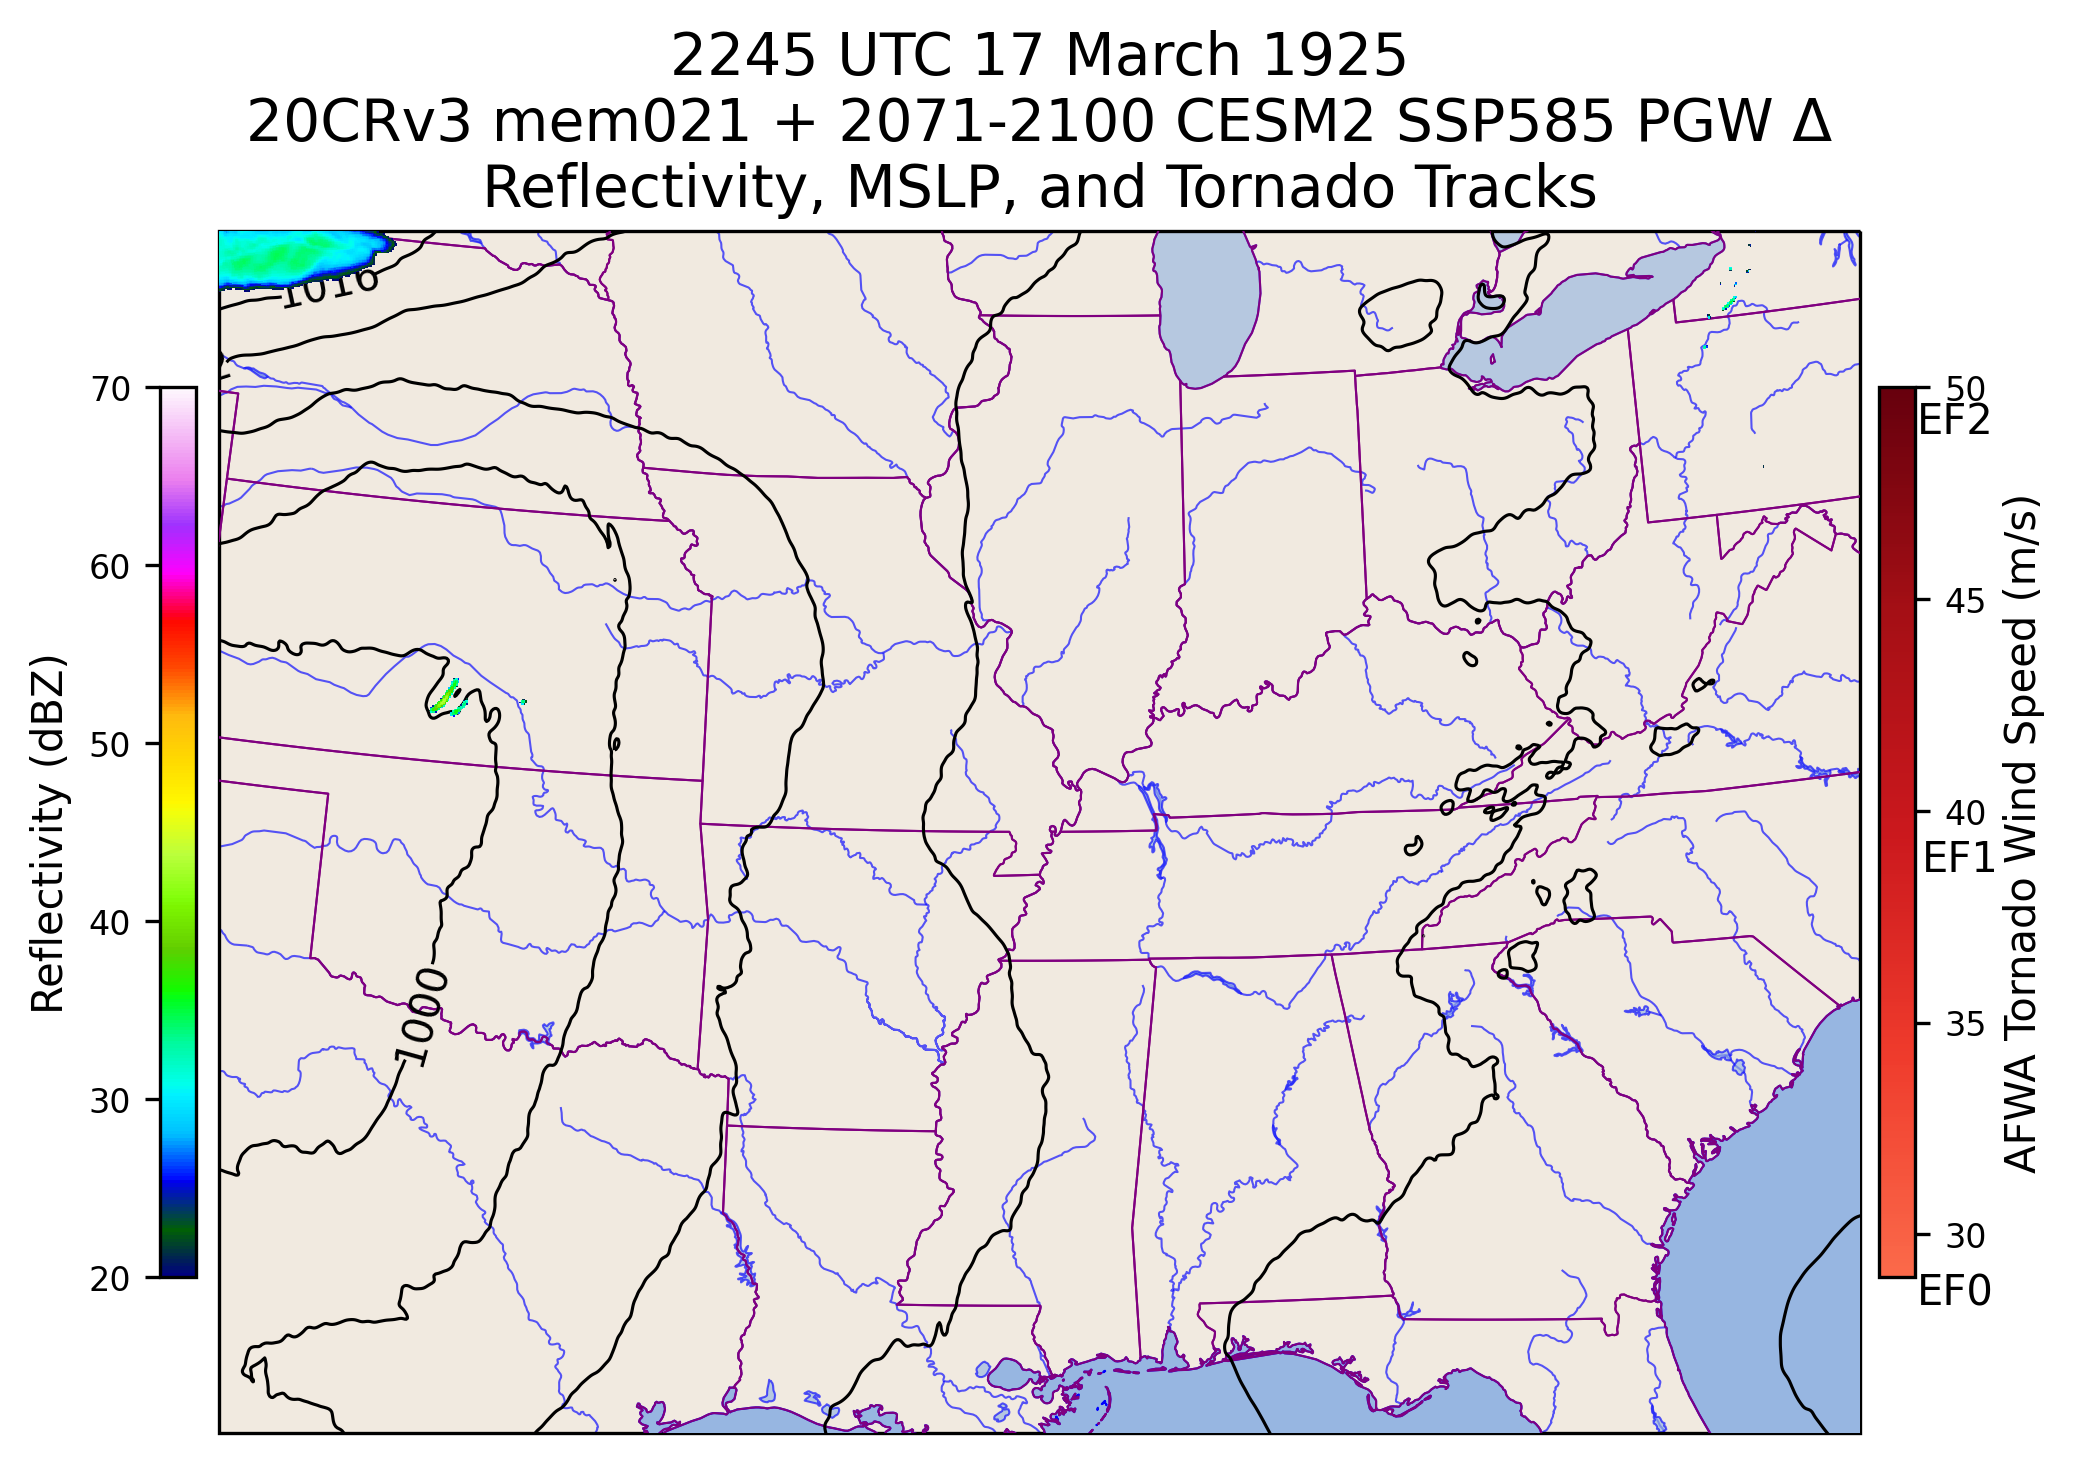 2245 UTC 17 March 1925
20CRv3 mem021 + 2071-2100 CESM2 SSP585 PGW Δ
Reflectivity, MSLP, and Tornado Tracks
1016
1000
70
60
50
40
30
20
Reflectivity (dBZ)
50
EF2
45
40
EF1
35
30
EF0
AFWA Tornado Wind Speed (m/s)